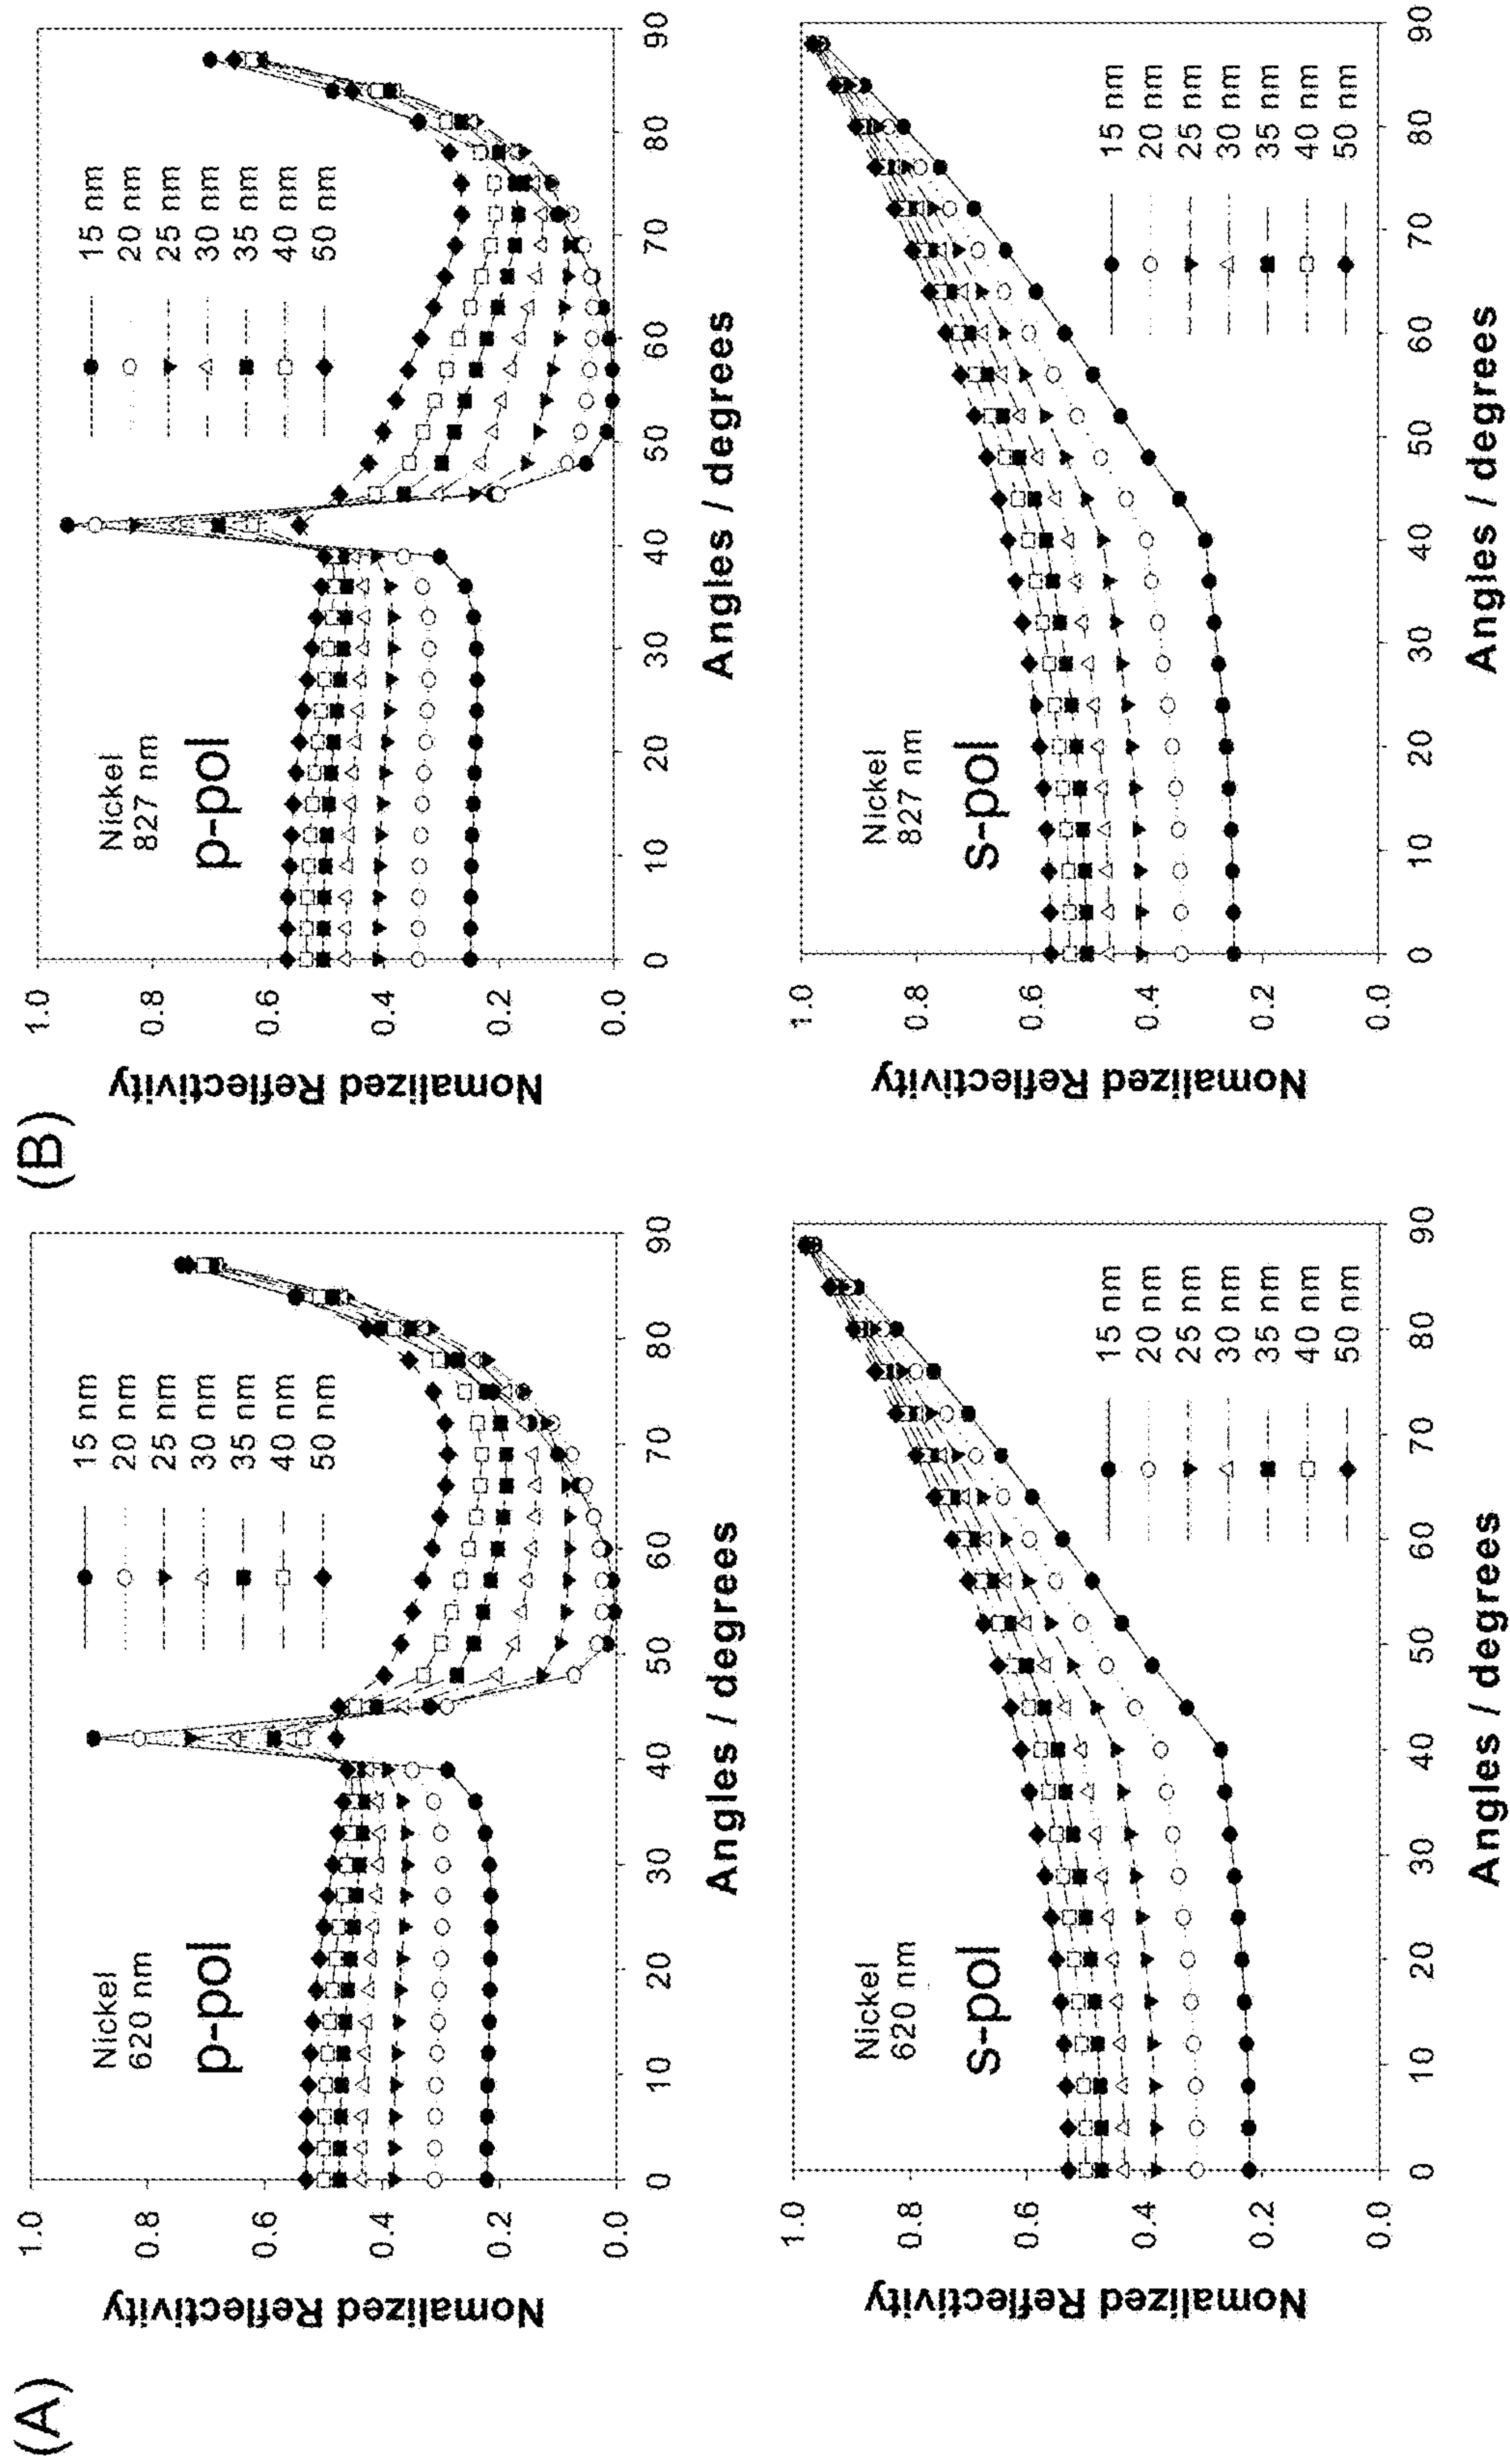 (A)
Nomalized Reflectivity
1.0
0.8
0.6
0.4
0.2
0.0
Nickel
620 nm
p-pol
15 nm
20 nm
25 nm
30 nm
35 nm
40 nm
50 nm
0 10 20 30 40 50 60 70 80 90
Angles / degrees
Nomalized Reflectivity
1.0
0.8
0.6
0.4
0.2
0.0
Nickel
620 nm
s-pol
15 nm
20 nm
25 nm
30 nm
35 nm
40 nm
50 nm
0 10 20 30 40 50 60 70 80 90
Angles / degrees
(B)
Nomalized Reflectivity
1.0
0.8
0.6
0.4
0.2
0.0
Nickel
827 nm
p-pol
15 nm
20 nm
25 nm
30 nm
35 nm
40 nm
50 nm
0 10 20 30 40 50 60 70 80 90
Angles / degrees
Nomalized Reflectivity
1.0
0.8
0.6
0.4
0.2
0.0
Nickel
827 nm
s-pol
15 nm
20 nm
25 nm
30 nm
35 nm
40 nm
50 nm
0 10 20 30 40 50 60 70 80 90
Angles / degrees